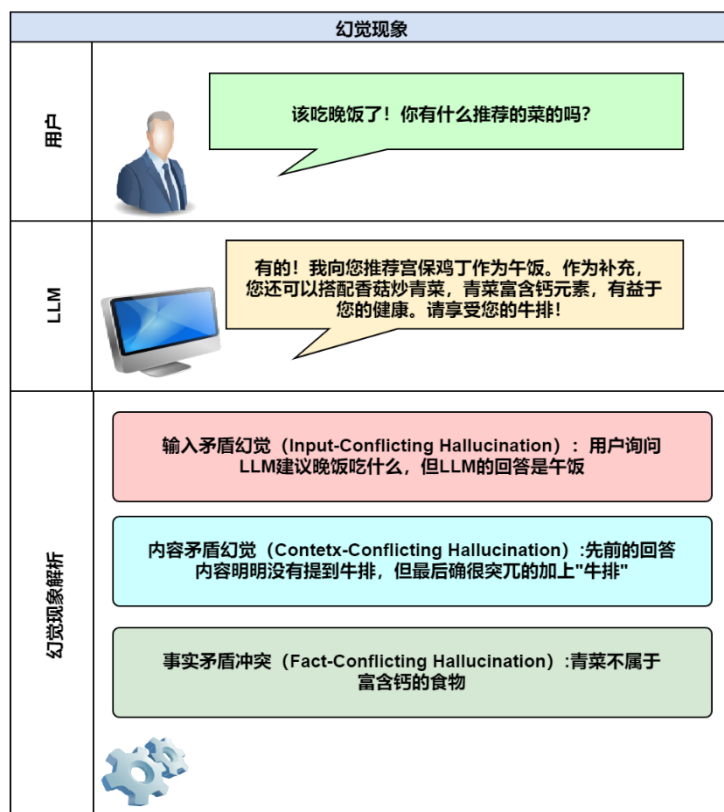 幻觉现象
用户
该吃晚饭了！你有什么推荐的菜的吗？
LLM
有的！我向您推荐宫保鸡丁作为午饭。作为补充，
您还可以搭配香菇炒青菜，青菜富含钙元素，有益于
您的健康。请享受您的牛排！
幻觉现象解析
输入矛盾幻觉（Input-Conflicting Hallucination）：用户询问
LLM建议晚饭吃什么，但LLM的回答是午饭
内容矛盾幻觉（Contetx-Conflicting Hallucination）:先前的回答
内容明明没有提到牛排，但最后确很突兀的加上"牛排"
事实矛盾冲突（Fact-Conflicting Hallucination）:青菜不属于
富含钙的食物